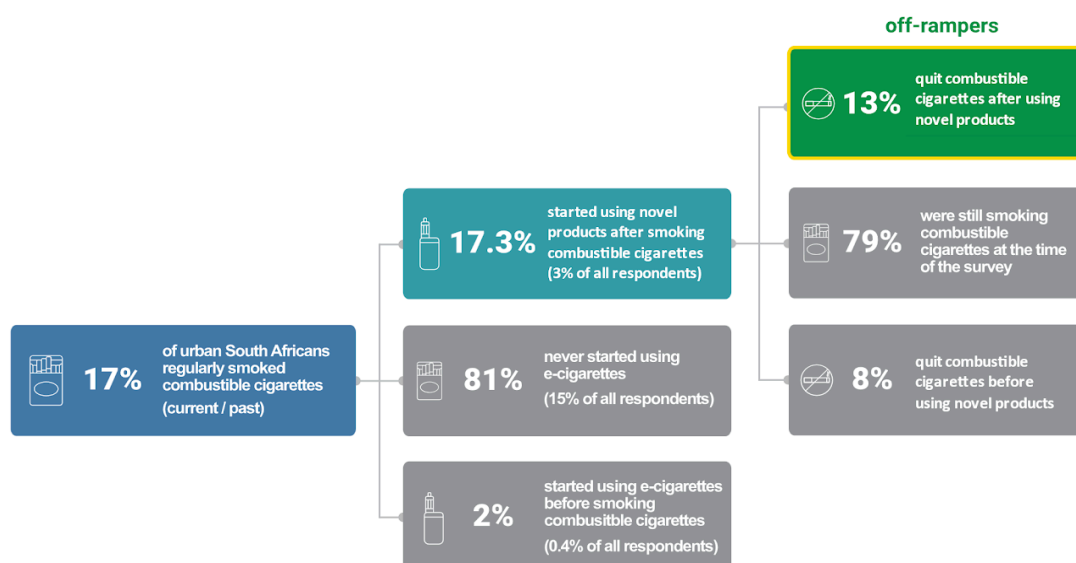 off-rampers
13%
quit combustible
cigarettes after using
novel products
17.3%
started using novel
products after smoking
combustible cigarettes
(3% of all respondents)
79%
were still smoking
combustible
cigarettes at the time
of the survey
17%
of urban South Africans
regularly smoked
combustible cigarettes
(current / past)
81%
never started using
e-cigarettes
(15% of all respondents)
8%
quit combustible
cigarettes before
using novel products
2%
started using e-cigarettes
before smoking
combusitble cigarettes
(0.4% of all respondents)